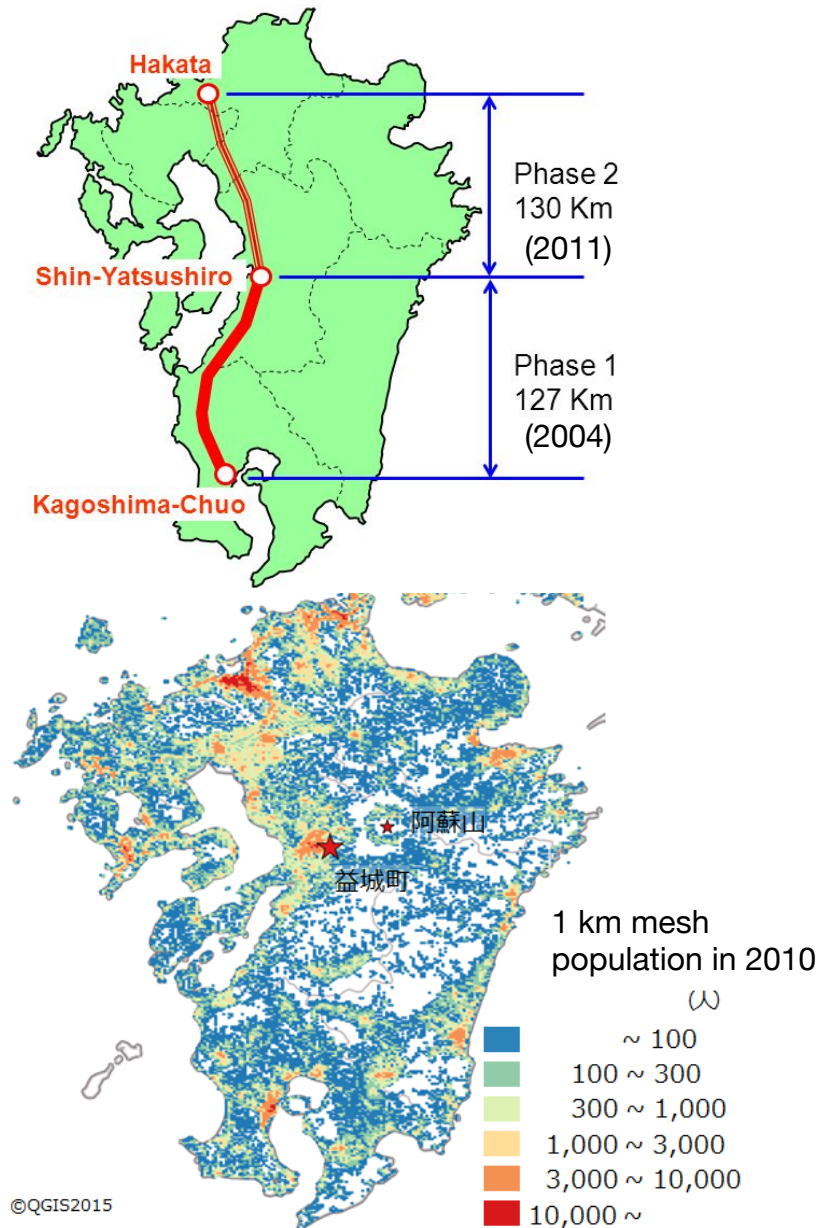 Hakata
Phase 2
130 Km
(2011)
Shin-Yatsushiro
Phase 1
127 Km
(2004)
Kagoshima-Chuo
阿蘇山
益城町
1 km mesh
population in 2010
(人)
~ 100
100 ~ 300
300 ~ 1,000
1,000 ~ 3,000
3,000 ~ 10,000
10,000 ~
©QGIS2015